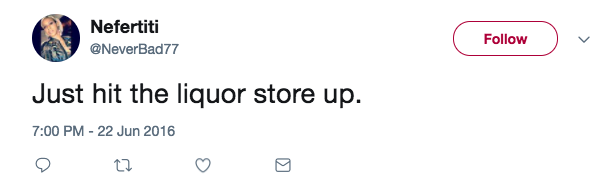 Nefertiti
@NeverBad77
Follow
Just hit the liquor store up.
7:00 PM - 22 Jun 2016